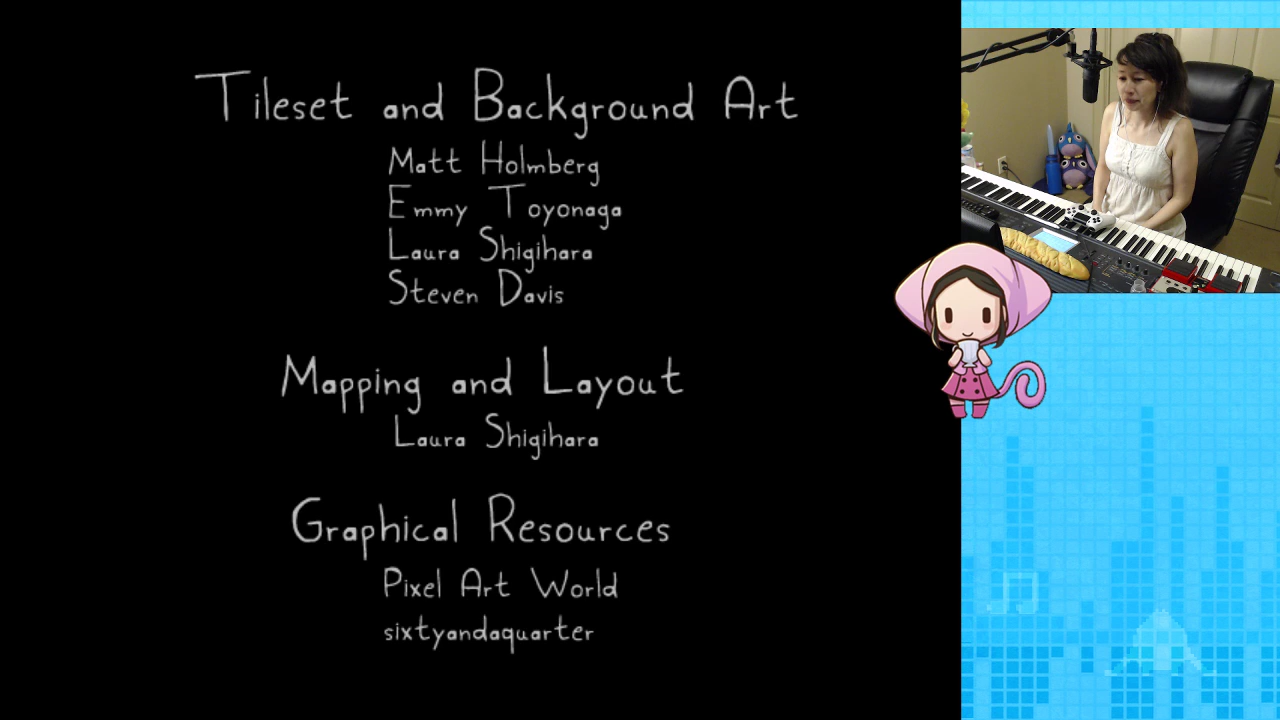 Tileset and Background Art
Matt Holmberg
Emmy Toyonaga
Laura Shigihara
Steven Davis
Mapping and Layout
Laura Shigihara
Graphical Resources
Pixel Art World
sixtyandaquarter